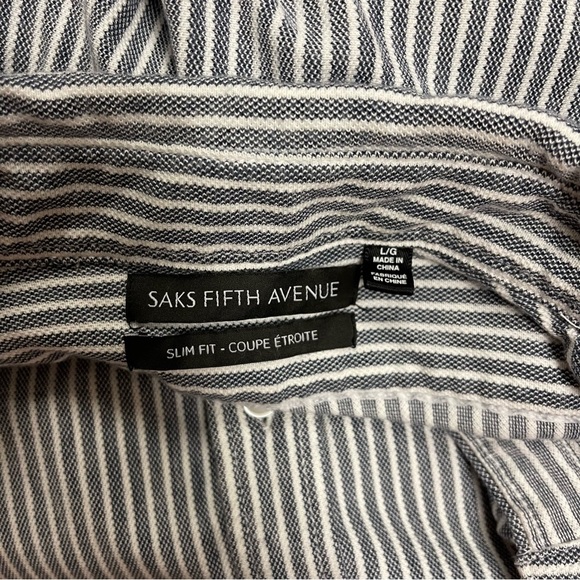 SAKS FIFTH AVENUE
SLIM FIT - COUPE ÉTROITE
L/G
MADE IN
CHINA
FABRIQUÉ
EN CHINE